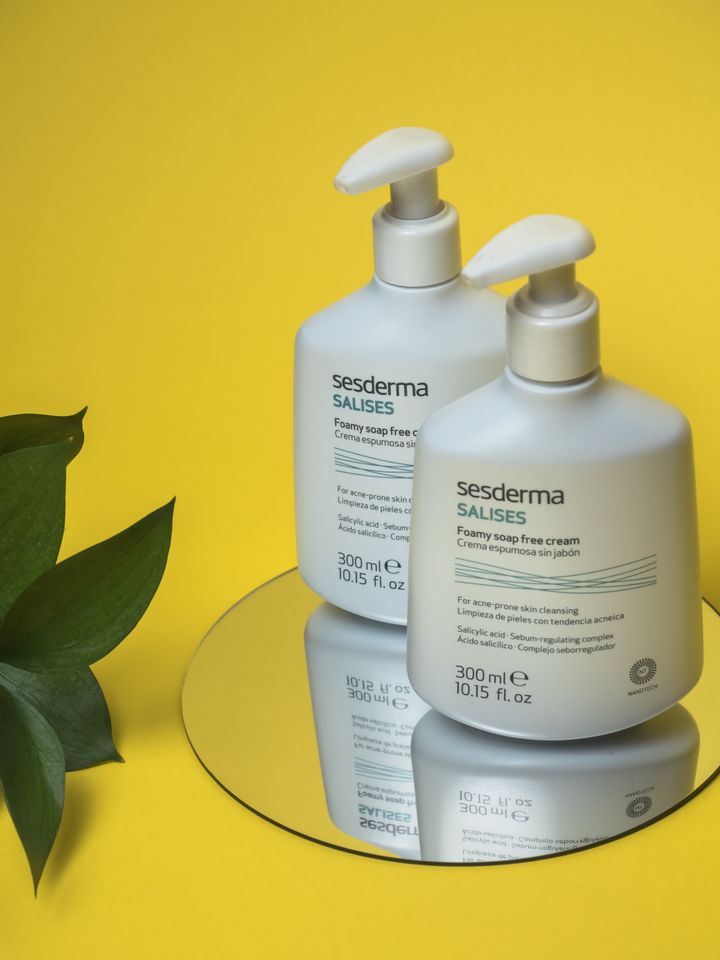 sesderma
SALISES
Foamy soap free
Crema espumosa sin
For acne-prone skin
Limpieza de pieles con
Salicylic acid · Sebum-
Ácido salicílico ·
300 ml ℮
10.15 fl. oz
sesderma
SALISES
Foamy soap free cream
Crema espumosa sin jabón
For acne-prone skin cleansing
Limpieza de pieles con tendencia acneica
Salicylic acid · Sebum-regulating complex
Ácido salicílico · Complejo seborregulador
300 ml ℮
10.15 fl. oz
NT
NANOTECH